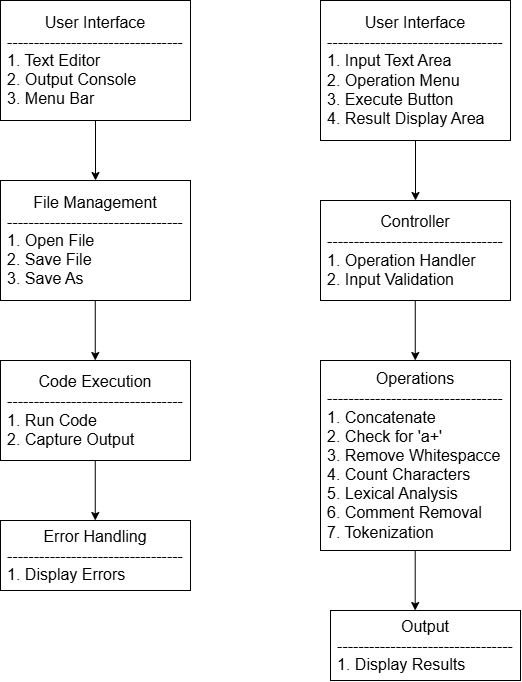 User Interface
----------------------------------
1. Text Editor
2. Output Console
3. Menu Bar
File Management
----------------------------------
1. Open File
2. Save File
3. Save As
Code Execution
----------------------------------
1. Run Code
2. Capture Output
Error Handling
----------------------------------
1. Display Errors
User Interface
----------------------------------
1. Input Text Area
2. Operation Menu
3. Execute Button
4. Result Display Area
Controller
----------------------------------
1. Operation Handler
2. Input Validation
Operations
----------------------------------
1. Concatenate
2. Check for 'a+'
3. Remove Whitespacce
4. Count Characters
5. Lexical Analysis
6. Comment Removal
7. Tokenization
Output
----------------------------------
1. Display Results